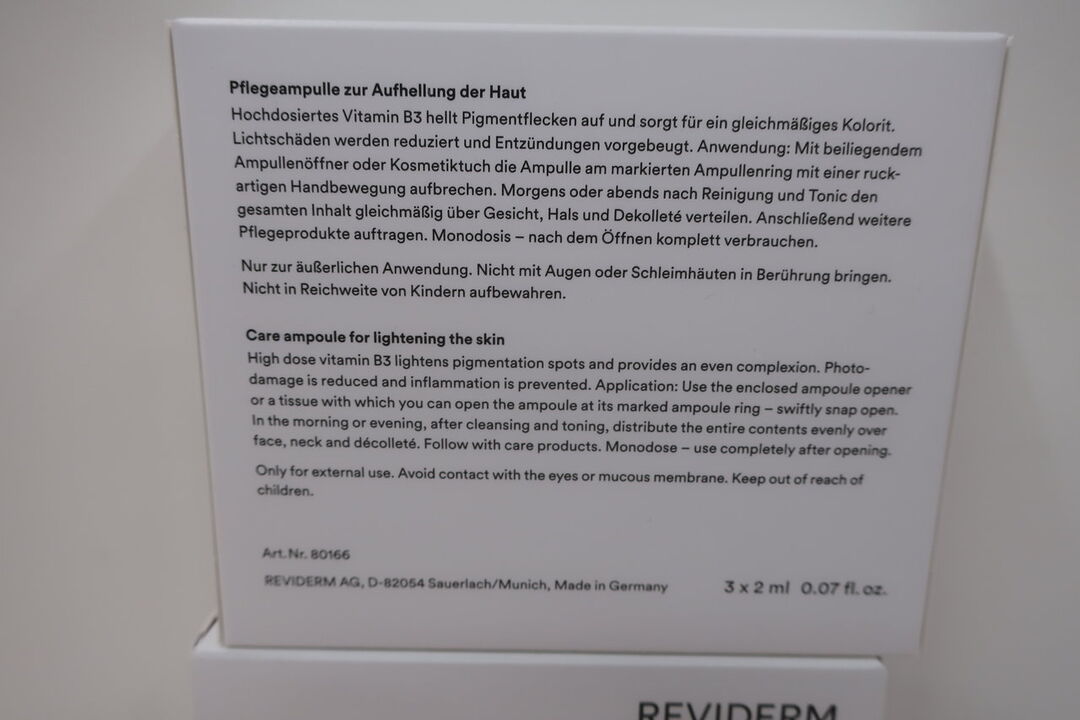 Pflegeampulle zur Aufhellung der Haut
Hochdosiertes Vitamin B3 hellt Pigmentflecken auf und sorgt für ein gleichmäßiges Kolorit.
Lichtschäden werden reduziert und Entzündungen vorgebeugt. Anwendung: Mit beiliegendem
Ampullenöffner oder Kosmetiktuch die Ampulle am markierten Ampullenring mit einer ruck-
artigen Handbewegung aufbrechen. Morgens oder abends nach Reinigung und Tonic den
gesamten Inhalt gleichmäßig über Gesicht, Hals und Dekolleté verteilen. Anschließend weitere
Pflegeprodukte auftragen. Monodosis – nach dem Öffnen komplett verbrauchen.
Nur zur äußerlichen Anwendung. Nicht mit Augen oder Schleimhäuten in Berührung bringen.
Nicht in Reichweite von Kindern aufbewahren.
Care ampoule for lightening the skin
High dose vitamin B3 lightens pigmentation spots and provides an even complexion. Photo-
damage is reduced and inflammation is prevented. Application: Use the enclosed ampoule opener
or a tissue with which you can open the ampoule at its marked ampoule ring – swiftly snap open.
In the morning or evening, after cleansing and toning, distribute the entire contents evenly over
face, neck and décolleté. Follow with care products. Monodose – use completely after opening.
Only for external use. Avoid contact with the eyes or mucous membrane. Keep out of reach of
children.
Art. Nr. 80166
REVIDERM AG, D-82054 Sauerlach/Munich, Made in Germany
3 x 2 ml 0.07 fl. oz.
REVIDERM